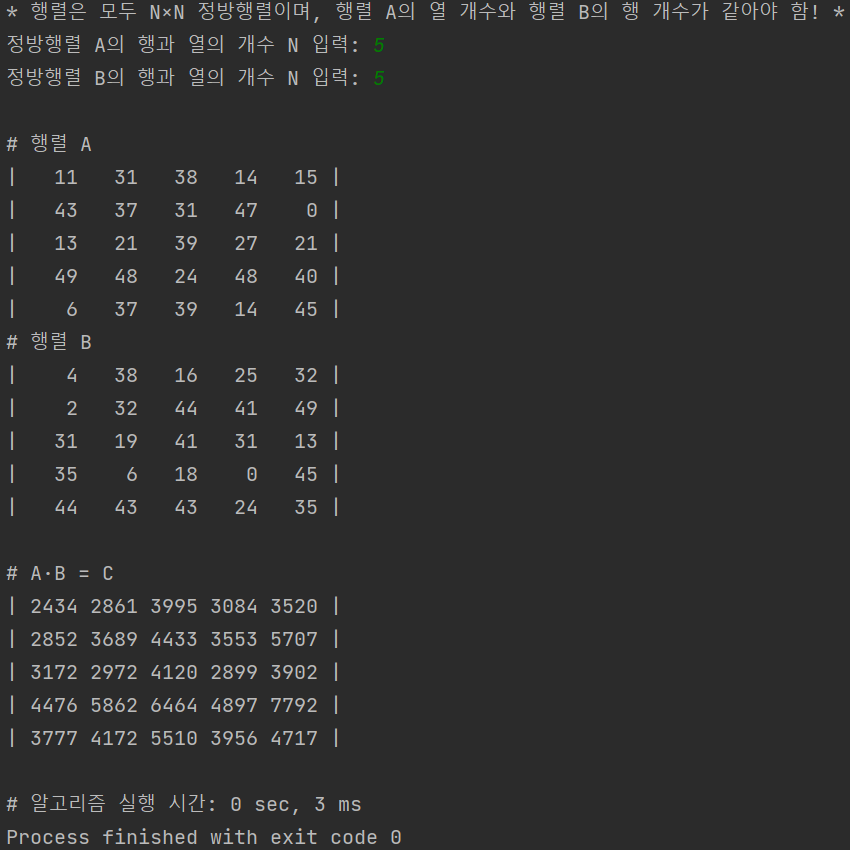 * 행렬은 모두 N×N 정방행렬이며, 행렬 A의 열 개수와 행렬 B의 행 개수가 같아야 함! *
정방행렬 A의 행과 열의 개수 N 입력: 5
정방행렬 B의 행과 열의 개수 N 입력: 5
# 행렬 A
|   11   31   38   14   15 |
|   43   37   31   47    0 |
|   13   21   39   27   21 |
|   49   48   24   48   40 |
|    6   37   39   14   45 |
# 행렬 B
|    4   38   16   25   32 |
|    2   32   44   41   49 |
|   31   19   41   31   13 |
|   35    6   18    0   45 |
|   44   43   43   24   35 |
# A·B = C
| 2434 2861 3995 3084 3520 |
| 2852 3689 4433 3553 5707 |
| 3172 2972 4120 2899 3902 |
| 4476 5862 6464 4897 7792 |
| 3777 4172 5510 3956 4717 |
# 알고리즘 실행 시간: 0 sec, 3 ms
Process finished with exit code 0